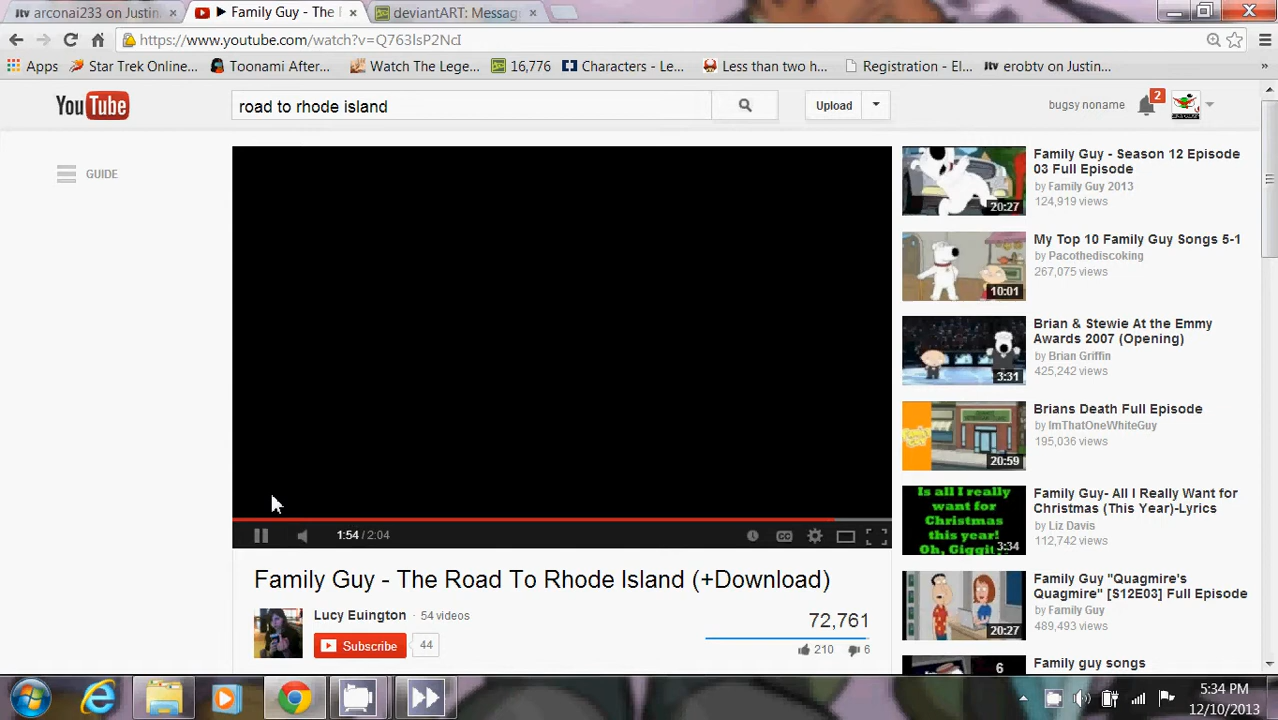 jtv arconai233 on Justin.
Family Guy - The
deviantART: Messag
https://www.youtube.com/watch?v=Q763lsP2NcI
Apps
Star Trek Online...
Toonami After...
Watch The Lege...
16,776
Characters - Le...
Less than two h...
Registration - El...
jtv erobtv on Justin...
»
You Tube
road to rhode island
Upload
bugsy noname
2
GUIDE
1:54 / 2:04
CC
Family Guy - The Road To Rhode Island (+Download)
Lucy Euington · 54 videos
Subscribe
44
72,761
210
6
20:27
Family Guy - Season 12 Episode
03 Full Episode
by Family Guy 2013
124,919 views
10:01
My Top 10 Family Guy Songs 5-1
by Pacothediscoking
267,075 views
3:31
Brian & Stewie At the Emmy
Awards 2007 (Opening)
by Brian Griffin
425,242 views
20:59
Brians Death Full Episode
by ImThatOneWhiteGuy
195,036 views
Is all I really
want for
Christmas
this year!
Oh, Giggit
3:34
Family Guy- All I Really Want for
Christmas (This Year)-Lyrics
by Liz Davis
112,742 views
20:27
Family Guy "Quagmire's
Quagmire" [S12E03] Full Episode
by Family Guy
489,493 views
6
Family guy songs
5:34 PM
12/10/2013